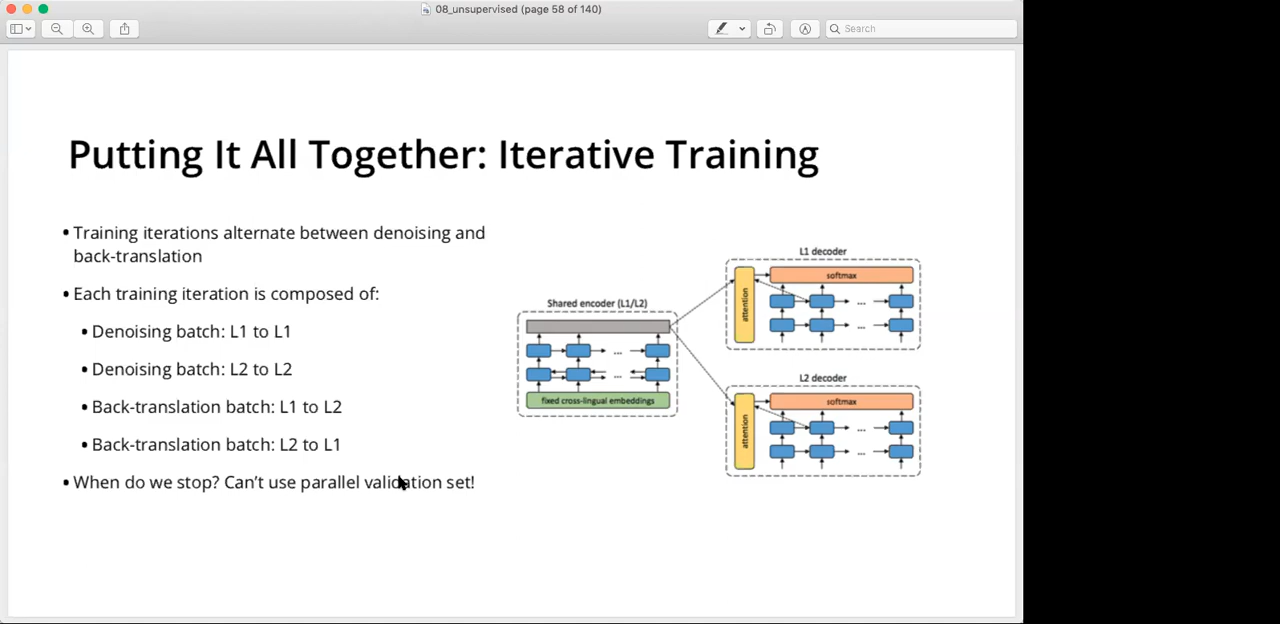 08_unsupervised (page 58 of 140)
Search
Putting It All Together: Iterative Training
• Training iterations alternate between denoising and
back-translation
• Each training iteration is composed of:
• Denoising batch: L1 to L1
• Denoising batch: L2 to L2
• Back-translation batch: L1 to L2
• Back-translation batch: L2 to L1
• When do we stop? Can't use parallel validation set!
Shared encoder (L1/L2)
...
...
fixed cross-lingual embeddings
L1 decoder
softmax
attention
...
...
L2 decoder
softmax
attention
...
...